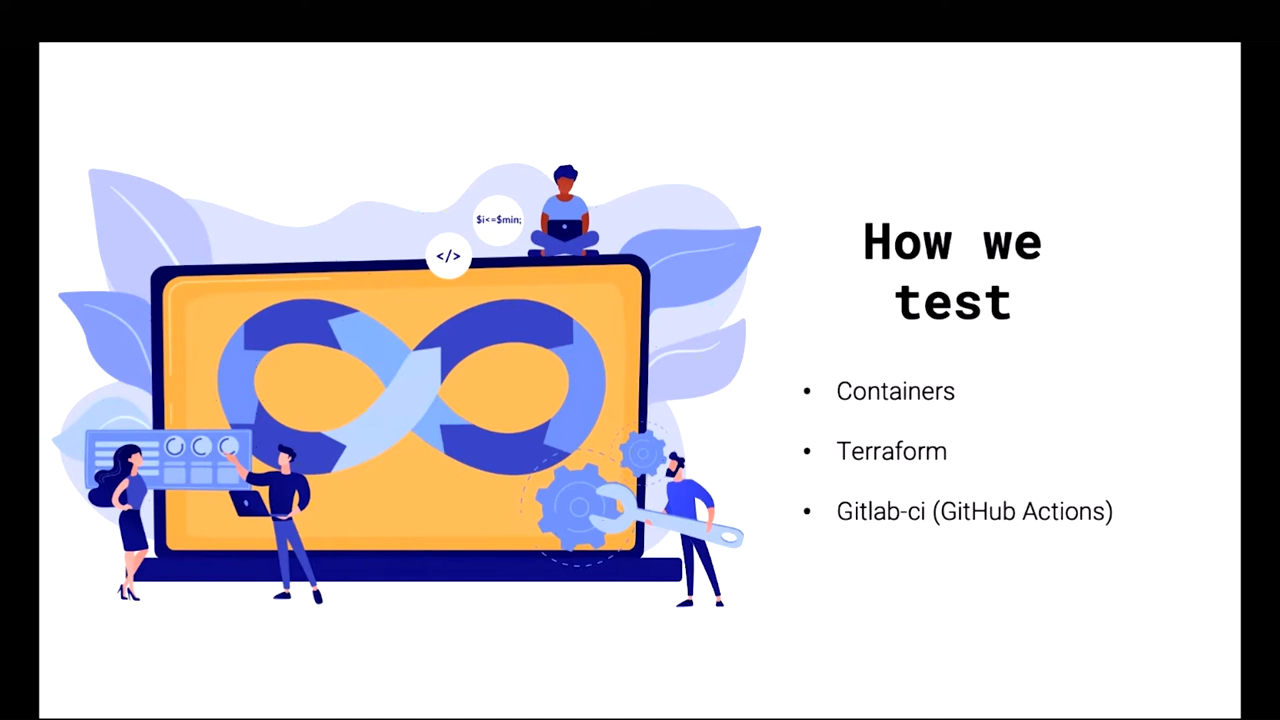 $i<=$min;
</>
How we
test
• Containers
• Terraform
• Gitlab-ci (GitHub Actions)